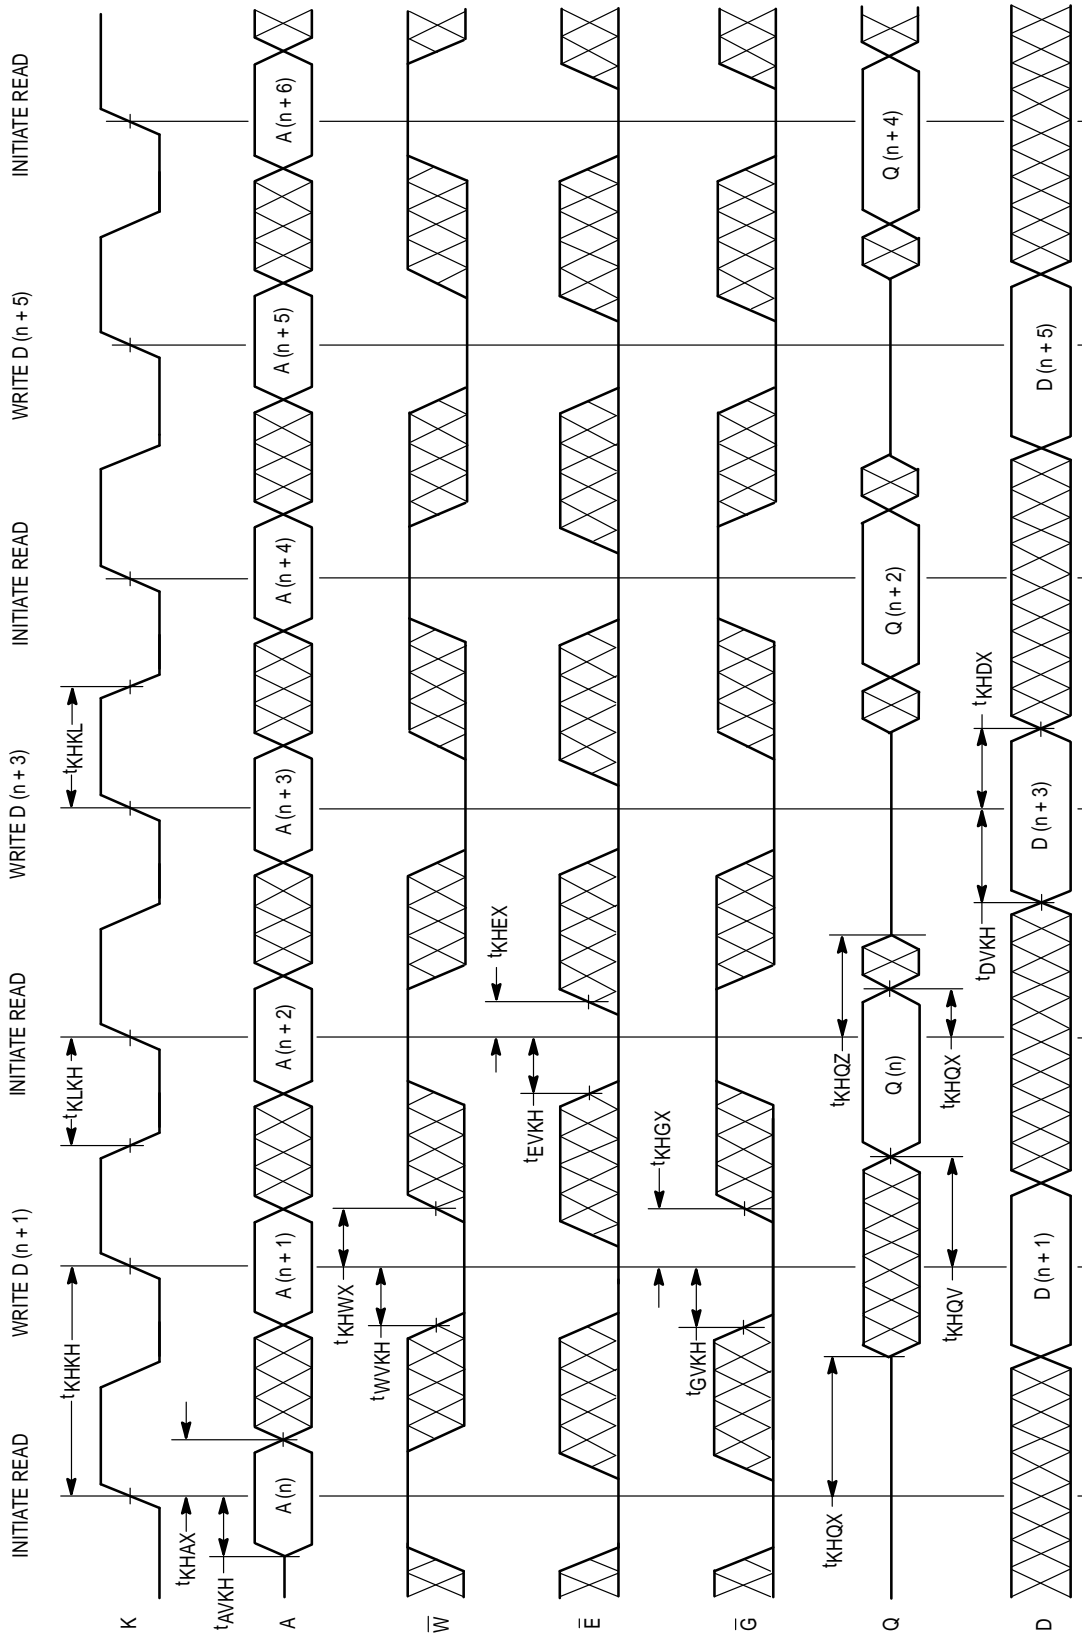 INITIATE READ
WRITE D (n + 1)
INITIATE READ
WRITE D (n + 3)
INITIATE READ
WRITE D (n + 5)
INITIATE READ
K
tKHKH
tKLKH
tKHKL
tKHAX
tAVKH
A
A (n)
A (n + 1)
A (n + 2)
A (n + 3)
A (n + 4)
A (n + 5)
A (n + 6)
tKHWX
tWVKH
W
tKHEX
tEVKH
E
tKHGX
tGVKH
G
tKHQX
tKHQZ
Q
Q (n)
Q (n + 2)
Q (n + 4)
tKHQV
tKHQX
tDVKH
tKHDX
D
D (n + 1)
D (n + 3)
D (n + 5)